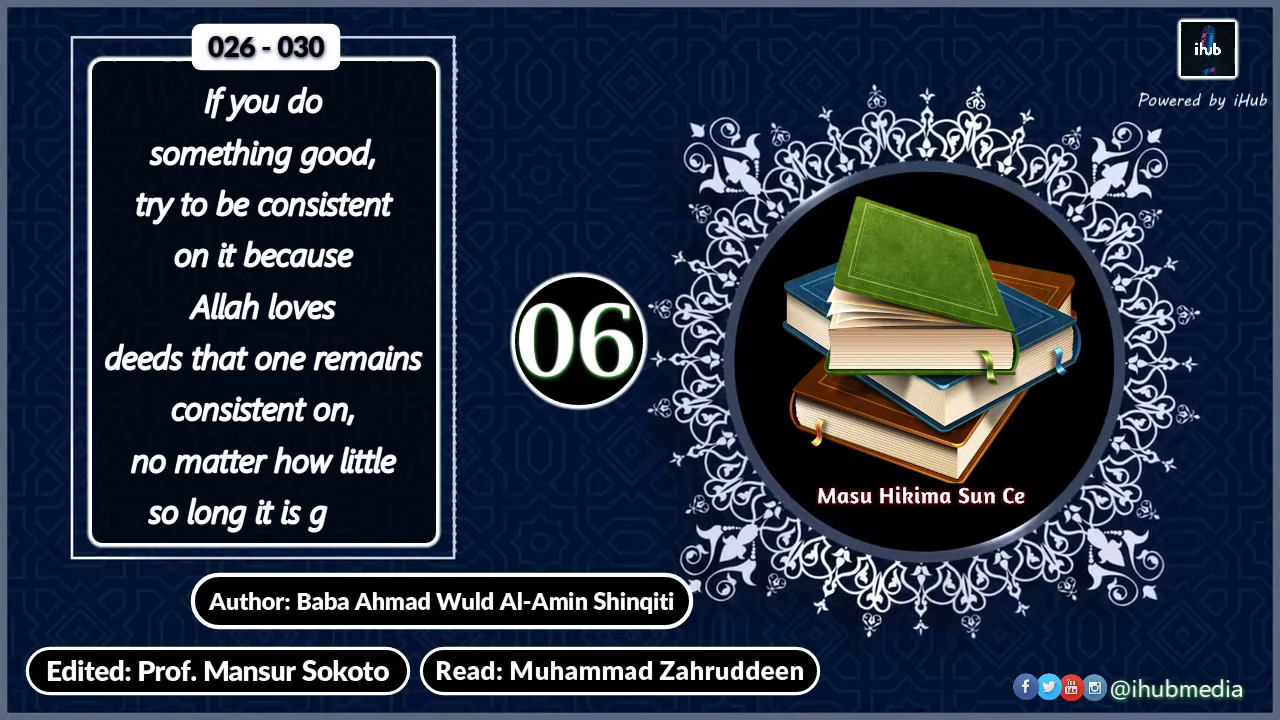 026 - 030
If you do
something good,
try to be consistent
on it because
Allah loves
deeds that one remains
consistent on,
no matter how little
so long it is g
06
ihub
Powered by iHub
Masu Hikima Sun Ce
Author: Baba Ahmad Wuld Al-Amin Shinqiti
Edited: Prof. Mansur Sokoto
Read: Muhammad Zahruddeen
You Tube
@ihubmedia